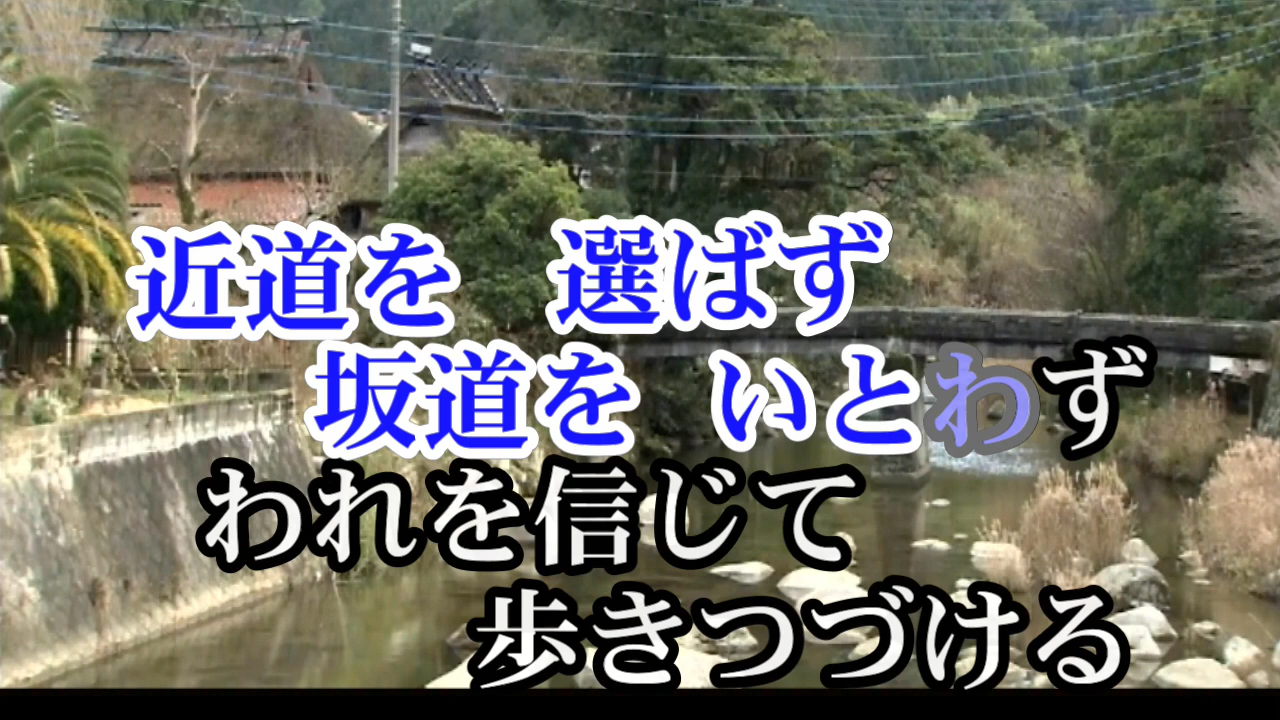 近道を　選ばず
坂道を　いとわず
われを信じて
歩きつづける